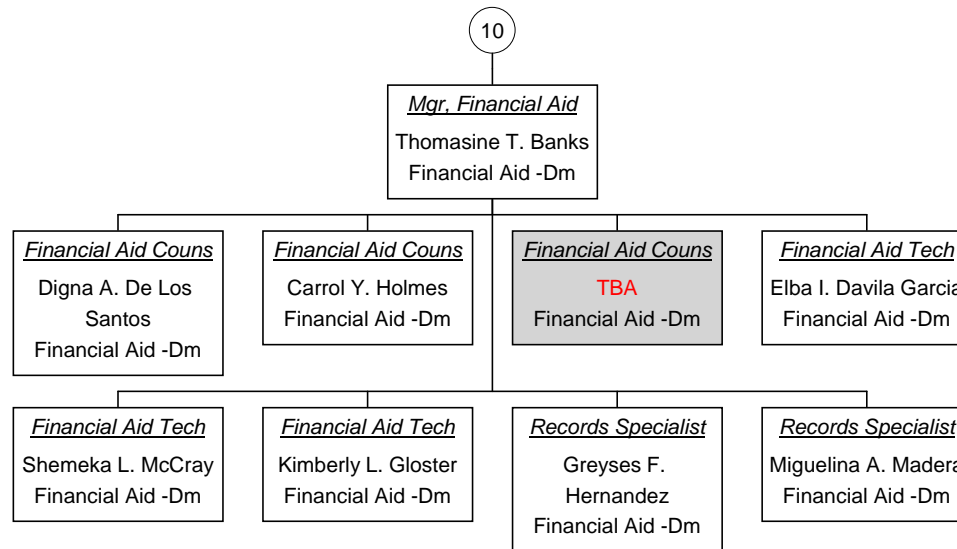 10
Mgr, Financial Aid
Thomasine T. Banks
Financial Aid -Dm
Financial Aid Couns
Digna A. De Los
Santos
Financial Aid -Dm
Financial Aid Couns
Carrol Y. Holmes
Financial Aid -Dm
Financial Aid Couns
TBA
Financial Aid -Dm
Financial Aid Tech
Elba I. Davila Garcia
Financial Aid -Dm
Financial Aid Tech
Shemeka L. McCray
Financial Aid -Dm
Financial Aid Tech
Kimberly L. Gloster
Financial Aid -Dm
Records Specialist
Greyses F.
Hernandez
Financial Aid -Dm
Records Specialist
Miguelina A. Madera
Financial Aid -Dm